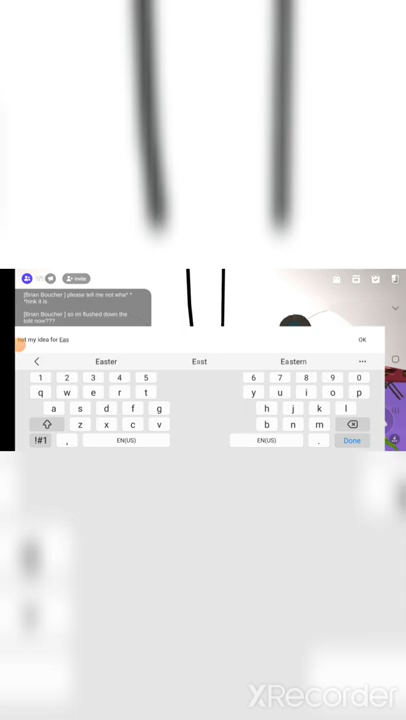 Invite
[Brian Boucher ] please tell me not wha* *
*hink it is
[Brian Boucher ] so im flushed down the
toilt now???
not my idea for Eas
OK
Easter East Eastern
1 2 3 4 5 6 7 8 9 0
q w e r t y u i o p
a s d f g h j k l
z x c v b n m
!#1 , EN(US) EN(US) . Done
XRecorder